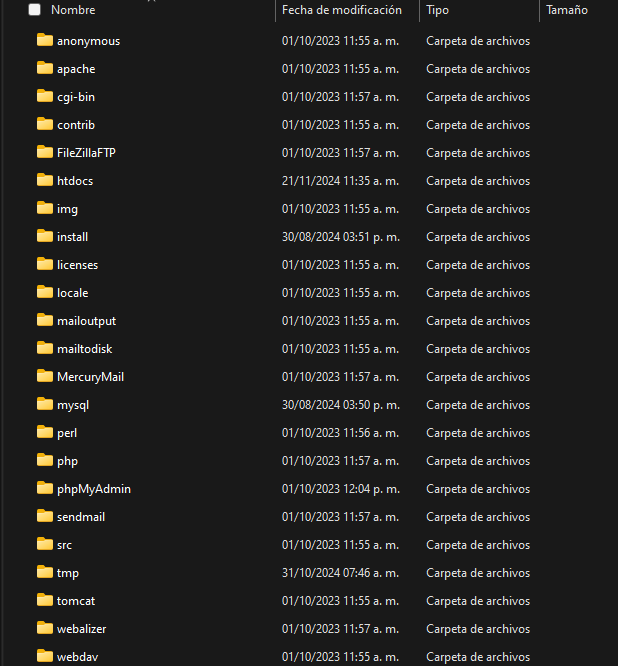 Nombre Fecha de modificación Tipo Tamaño
anonymous 01/10/2023 11:55 a. m. Carpeta de archivos
apache 01/10/2023 11:55 a. m. Carpeta de archivos
cgi-bin 01/10/2023 11:57 a. m. Carpeta de archivos
contrib 01/10/2023 11:55 a. m. Carpeta de archivos
FileZillaFTP 01/10/2023 11:57 a. m. Carpeta de archivos
htdocs 21/11/2024 11:35 a. m. Carpeta de archivos
img 01/10/2023 11:55 a. m. Carpeta de archivos
install 30/08/2024 03:51 p. m. Carpeta de archivos
licenses 01/10/2023 11:55 a. m. Carpeta de archivos
locale 01/10/2023 11:55 a. m. Carpeta de archivos
mailoutput 01/10/2023 11:55 a. m. Carpeta de archivos
mailtodisk 01/10/2023 11:55 a. m. Carpeta de archivos
MercuryMail 01/10/2023 11:57 a. m. Carpeta de archivos
mysql 30/08/2024 03:50 p. m. Carpeta de archivos
perl 01/10/2023 11:56 a. m. Carpeta de archivos
php 01/10/2023 11:57 a. m. Carpeta de archivos
phpMyAdmin 01/10/2023 12:04 p. m. Carpeta de archivos
sendmail 01/10/2023 11:57 a. m. Carpeta de archivos
src 01/10/2023 11:55 a. m. Carpeta de archivos
tmp 31/10/2024 07:46 a. m. Carpeta de archivos
tomcat 01/10/2023 11:55 a. m. Carpeta de archivos
webalizer 01/10/2023 11:57 a. m. Carpeta de archivos
webdav 01/10/2023 11:55 a. m. Carpeta de archivos